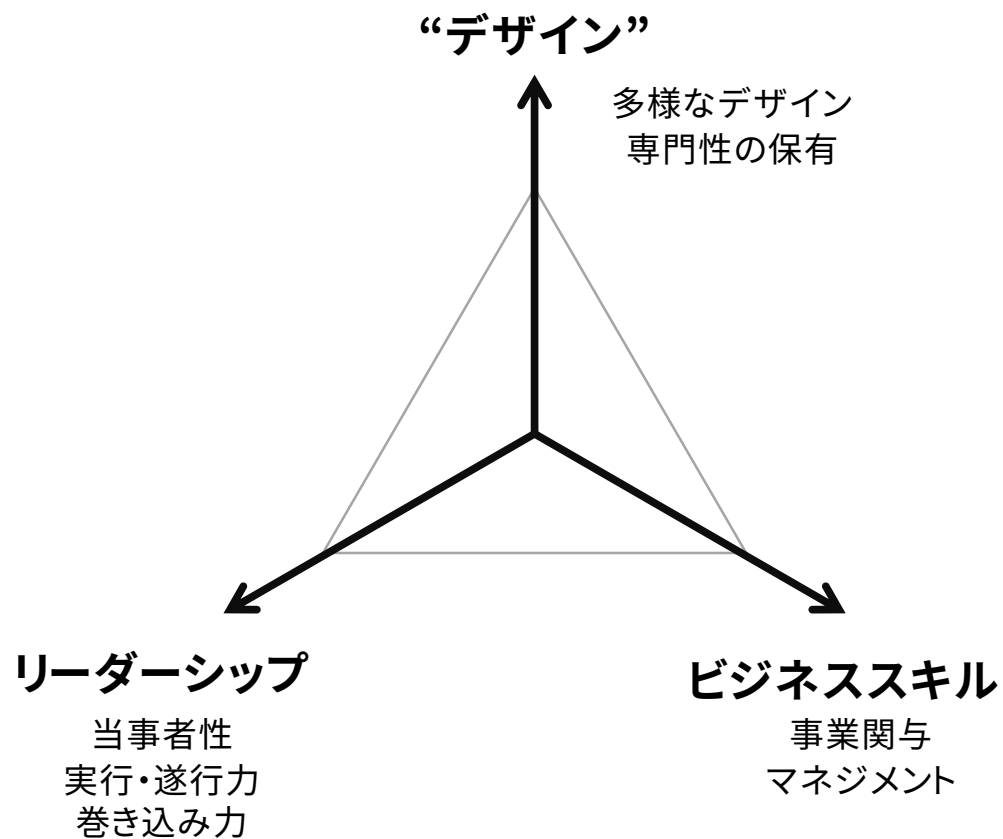 “デザイン”
多様なデザイン
専門性の保有
リーダーシップ
当事者性
実行・遂行力
巻き込み力
ビジネススキル
事業関与
マネジメント